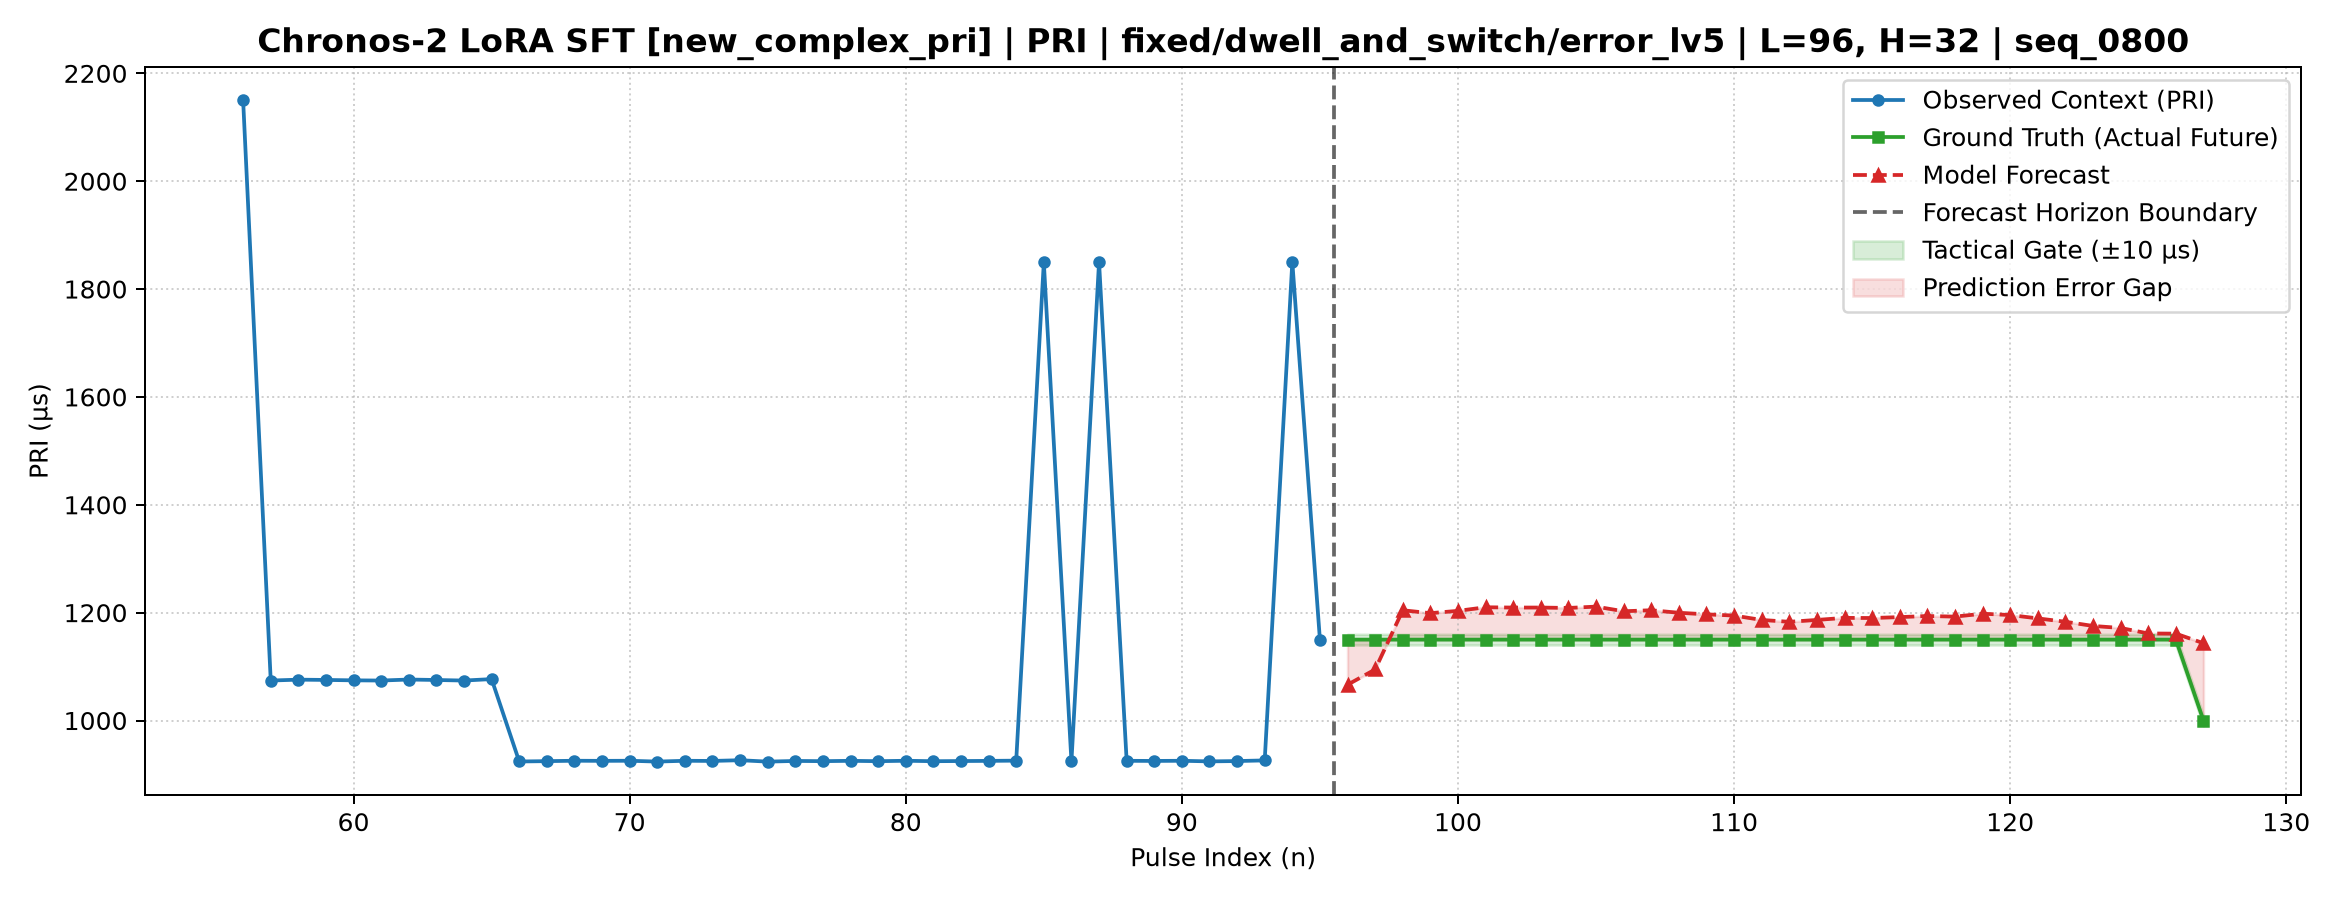 Chronos-2 LoRA SFT [new_complex_pri] | PRI | fixed/dwell_and_switch/error_lv5 | L=96, H=32 | seq_0800
2200
2000
1800
1600
1400
1200
1000
PRI (µs)
Observed Context (PRI)
Ground Truth (Actual Future)
Model Forecast
Forecast Horizon Boundary
Tactical Gate (±10 µs)
Prediction Error Gap
60 70 80 90 100 110 120 130
Pulse Index (n)